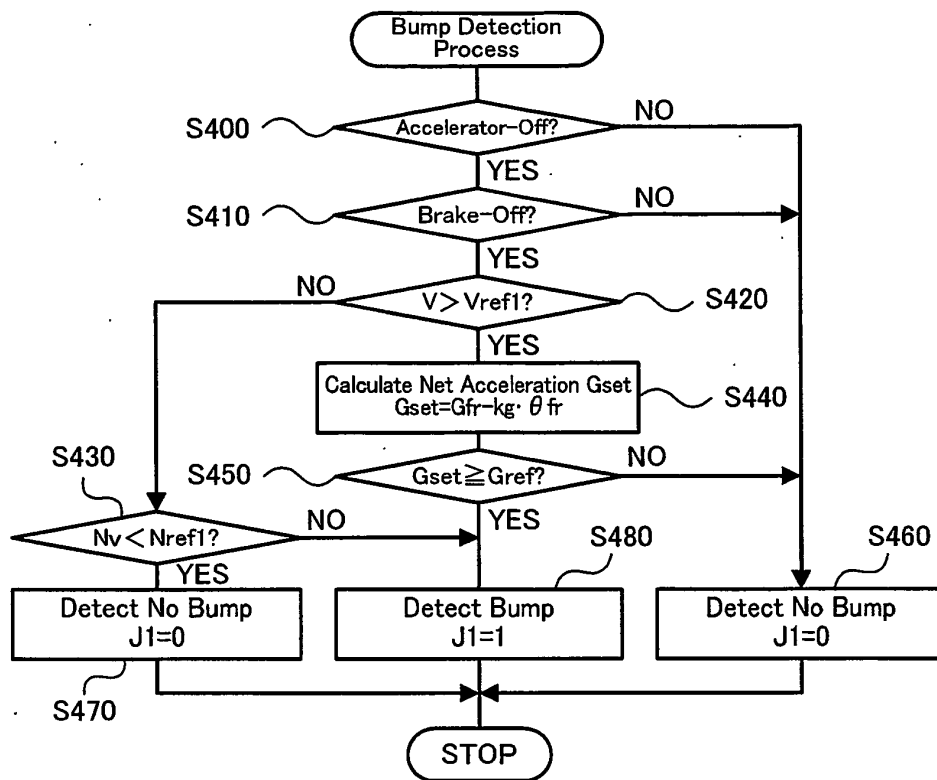 Bump Detection
Process
S400
Accelerator-Off?
NO
YES
S410
Brake-Off?
NO
YES
NO
V＞Vref1?
S420
YES
Calculate Net Acceleration Gset
Gset=Gfr-kg· θ fr
S440
S430
S450
Gset≧Gref?
NO
YES
Nv＜Nref1?
NO
YES
S480
S460
Detect No Bump
J1=0
Detect Bump
J1=1
Detect No Bump
J1=0
S470
STOP